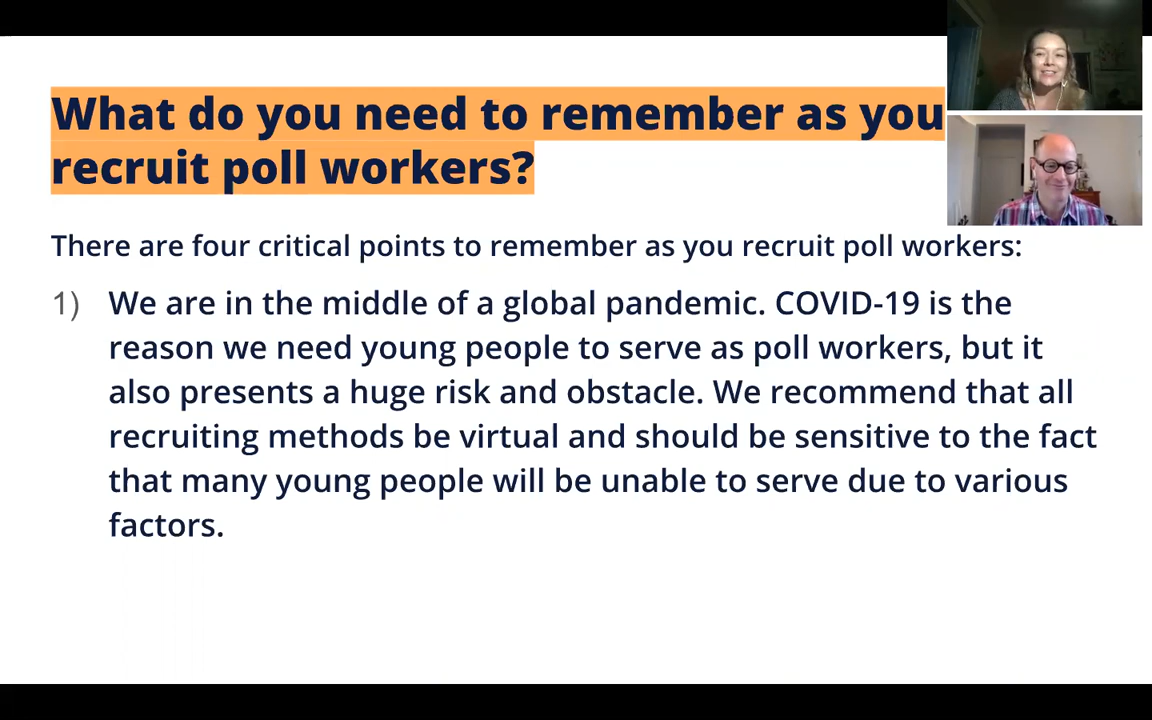 What do you need to remember as you
recruit poll workers?
There are four critical points to remember as you recruit poll workers:
1) We are in the middle of a global pandemic. COVID-19 is the
reason we need young people to serve as poll workers, but it
also presents a huge risk and obstacle. We recommend that all
recruiting methods be virtual and should be sensitive to the fact
that many young people will be unable to serve due to various
factors.